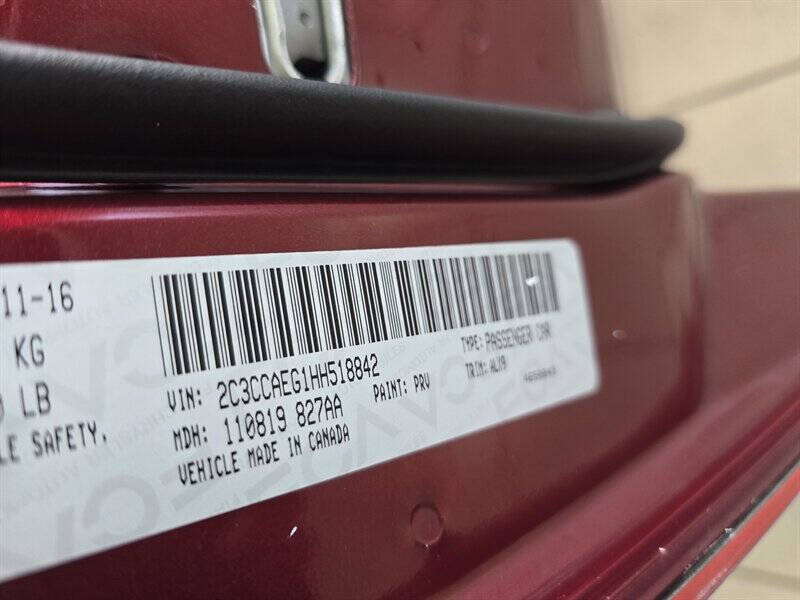 11-16
KG
LB
LE SAFETY,
VIN: 2C3CCAEG1HH518842
TYPE: PASSENGER CAR
MDH: 110819 827AA
PAINT: PRV
TRIM: ALX9
VEHICLE MADE IN CANADA